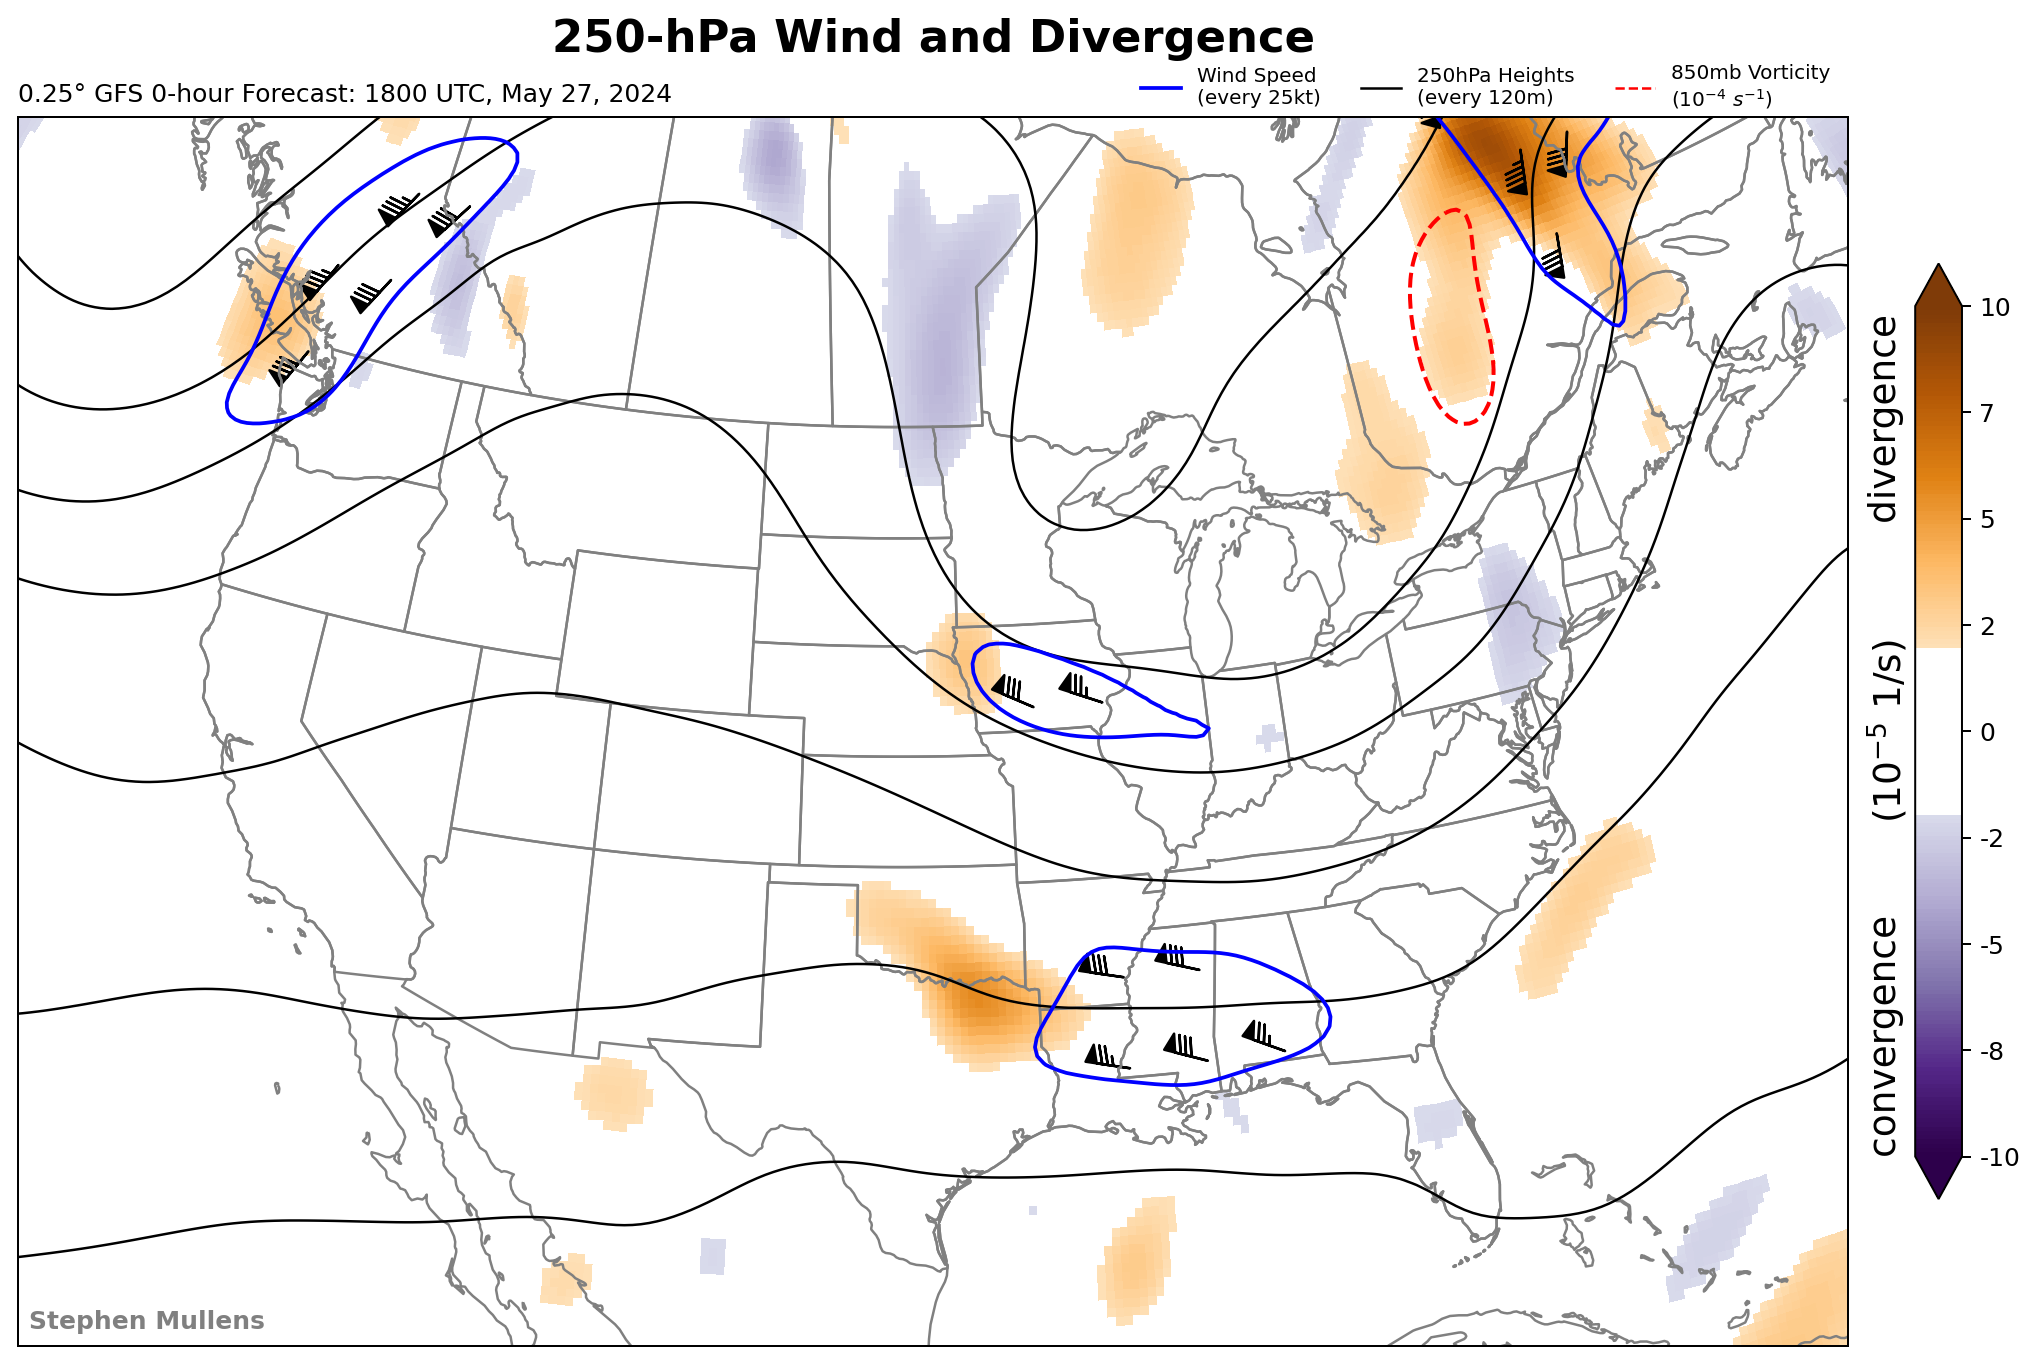 250-hPa Wind and Divergence
0.25° GFS 0-hour Forecast: 1800 UTC, May 27, 2024
Wind Speed
(every 25kt)
250hPa Heights
(every 120m)
850mb Vorticity
(10⁻⁴ s⁻¹)
10
7
5
2
0
-2
-5
-8
-10
convergence (10⁻⁵ 1/s) divergence
Stephen Mullens